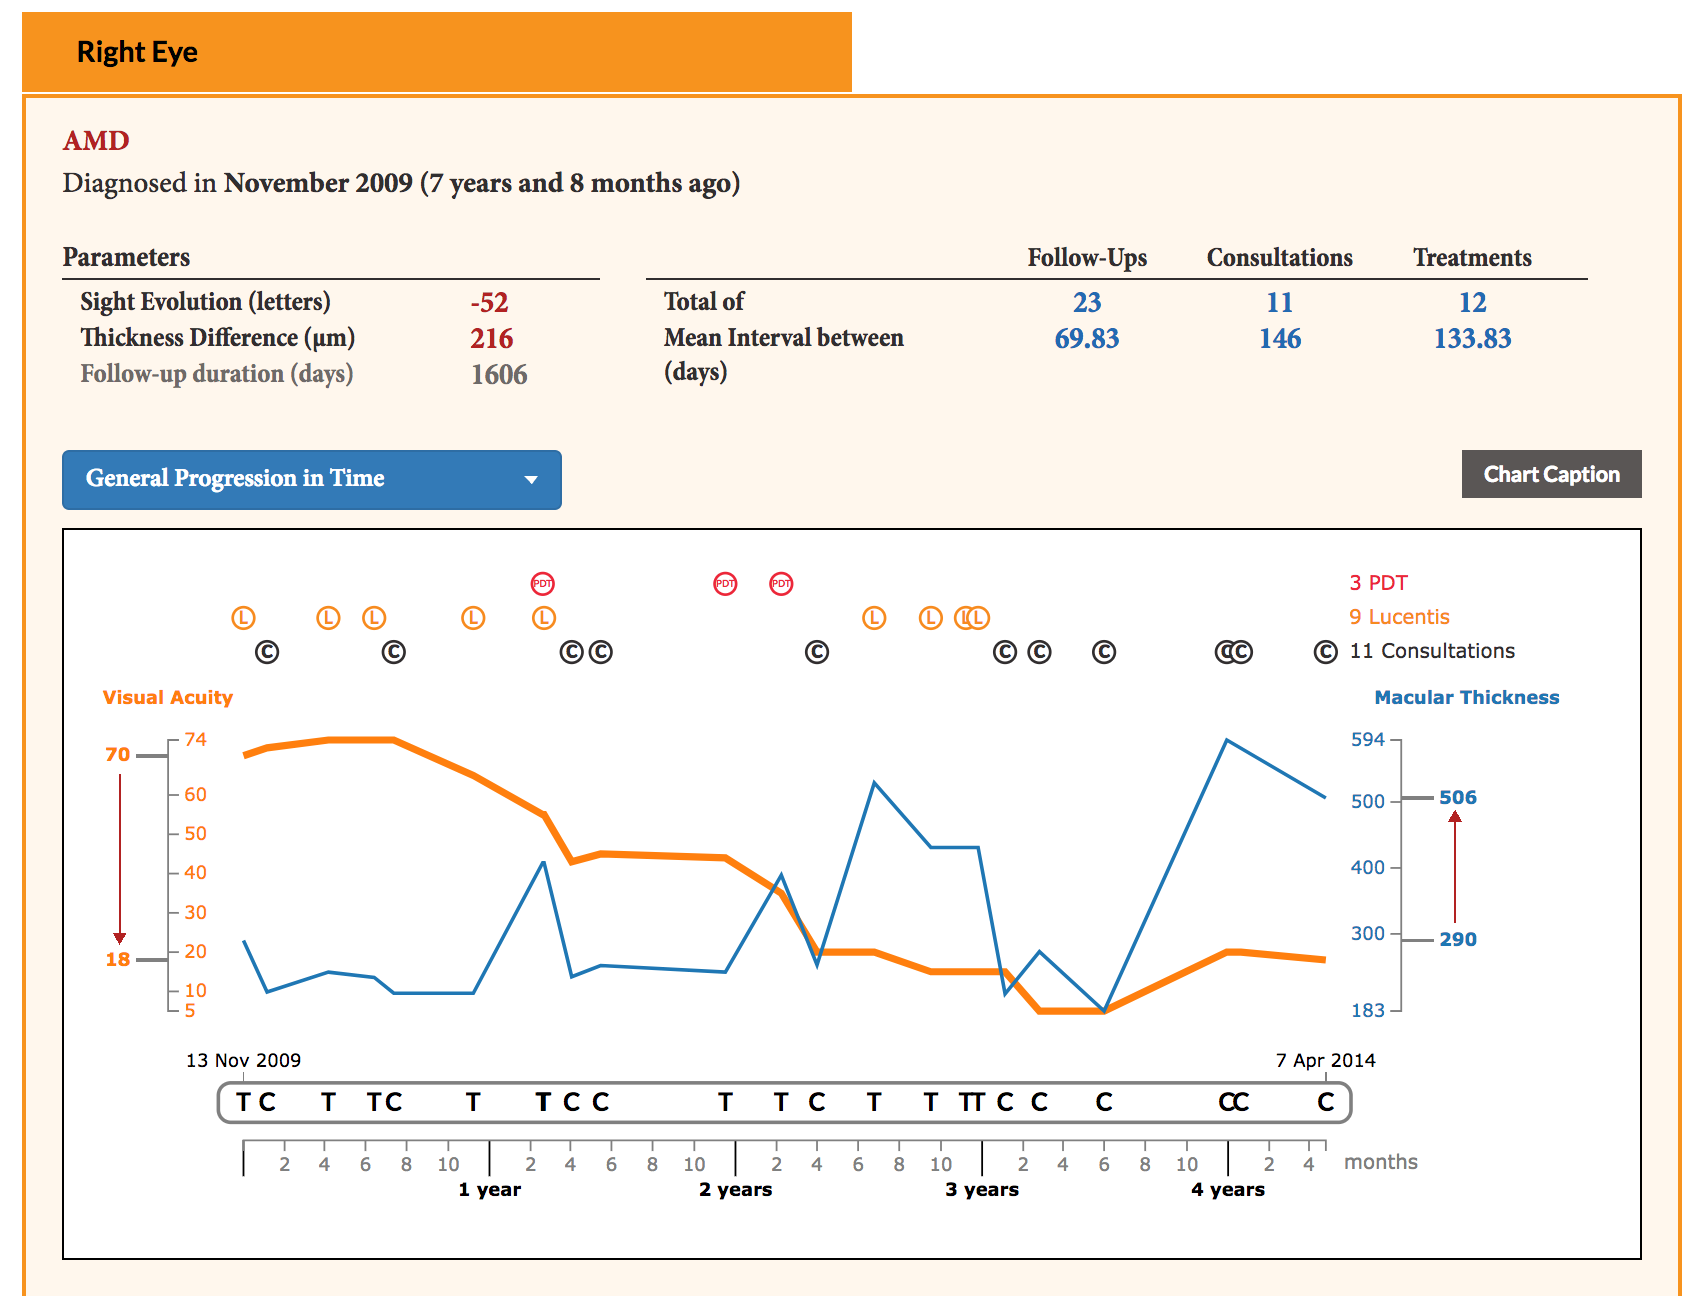 Right Eye
AMD
Diagnosed in November 2009 (7 years and 8 months ago)
Parameters
Sight Evolution (letters) -52
Thickness Difference (µm) 216
Follow-up duration (days) 1606
Follow-Ups Consultations Treatments
Total of 23 11 12
Mean Interval between 69.83 146 133.83
(days)
General Progression in Time
Chart Caption
PDT PDT PDT 3 PDT
L L L L L L L L L 9 Lucentis
C C C C C C C C C C C 11 Consultations
Visual Acuity
Macular Thickness
70
18
74
60
50
40
30
20
10
5
594
500
400
300
183
506
290
13 Nov 2009
7 Apr 2014
T C T T C T T C C T T C T T T T C C C C C C
2 4 6 8 10 2 4 6 8 10 2 4 6 8 10 2 4 6 8 10 2 4 months
1 year 2 years 3 years 4 years